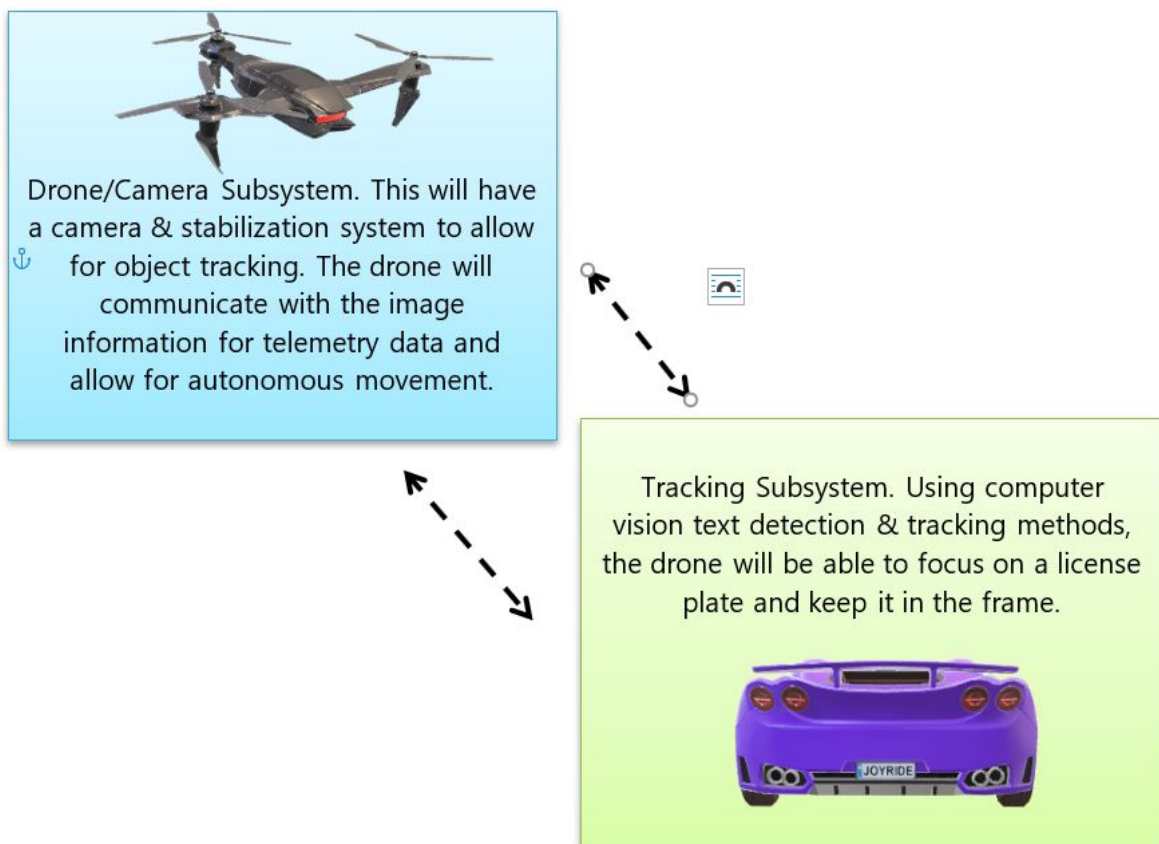 Drone/Camera Subsystem. This will have
a camera & stabilization system to allow
for object tracking. The drone will
communicate with the image
information for telemetry data and
allow for autonomous movement.
Tracking Subsystem. Using computer
vision text detection & tracking methods,
the drone will be able to focus on a license
plate and keep it in the frame.
JOYRIDE